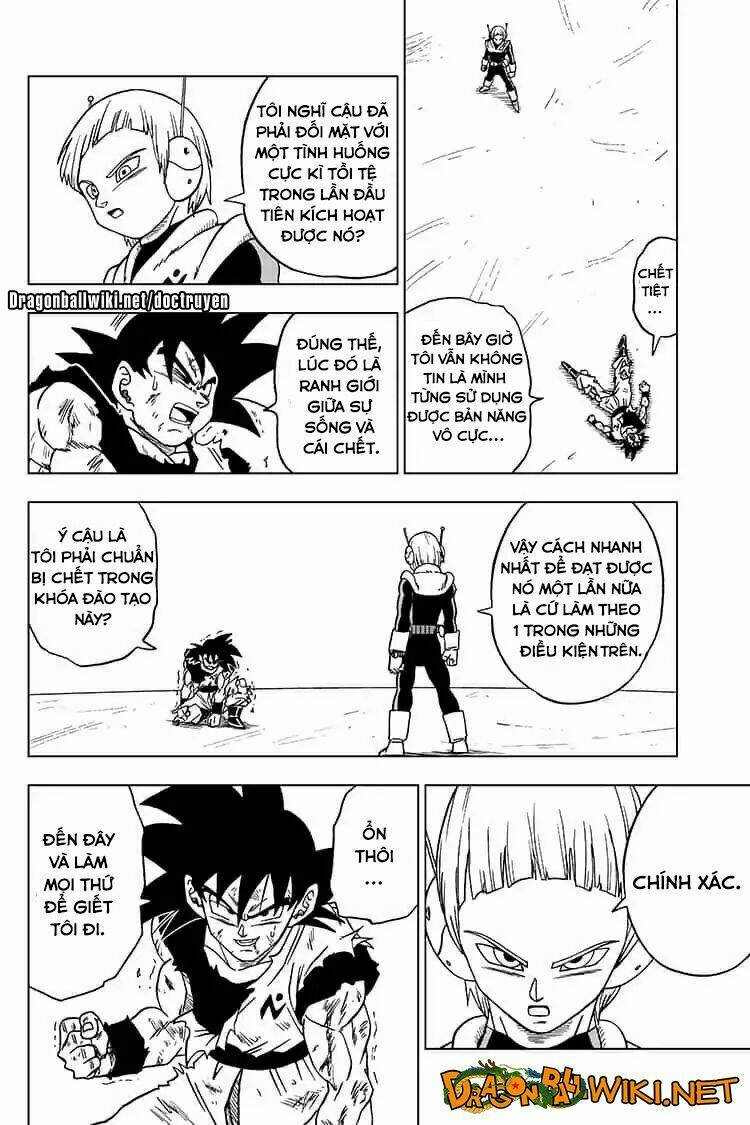 CHẾT
TIỆT
...
ĐẾN BÂY GIỜ
TÔI VẪN KHÔNG
TIN LÀ MÌNH
TỪNG SỬ DỤNG
ĐƯỢC BẢN NĂNG
VÔ CỰC...
TÔI NGHĨ CẬU ĐÃ
PHẢI ĐỐI MẶT VỚI
MỘT TÌNH HUỐNG
CỰC KÌ TỒI TỆ
TRONG LẦN ĐẦU
TIÊN KÍCH HOẠT
ĐƯỢC NÓ?
Dragonballwiki.net/doctruyen
ĐÚNG THẾ,
LÚC ĐÓ LÀ
RANH GIỚI
GIỮA SỰ
SỐNG VÀ
CÁI CHẾT.
VẬY CÁCH NHANH
NHẤT ĐỂ ĐẠT ĐƯỢC
NÓ MỘT LẦN NỮA
LÀ CỨ LÀM THEO
1 TRONG NHỮNG
ĐIỀU KIỆN TRÊN.
Ý CẬU LÀ
TÔI PHẢI CHUẨN
BỊ CHẾT TRONG
KHÓA ĐÀO TẠO
NÀY?
CHÍNH XÁC.
ỔN
THÔI
...
ĐẾN ĐÂY
VÀ LÀM
MỌI THỨ
ĐỂ GIẾT
TÔI ĐI.
DRAGON BALL WIKI.NET